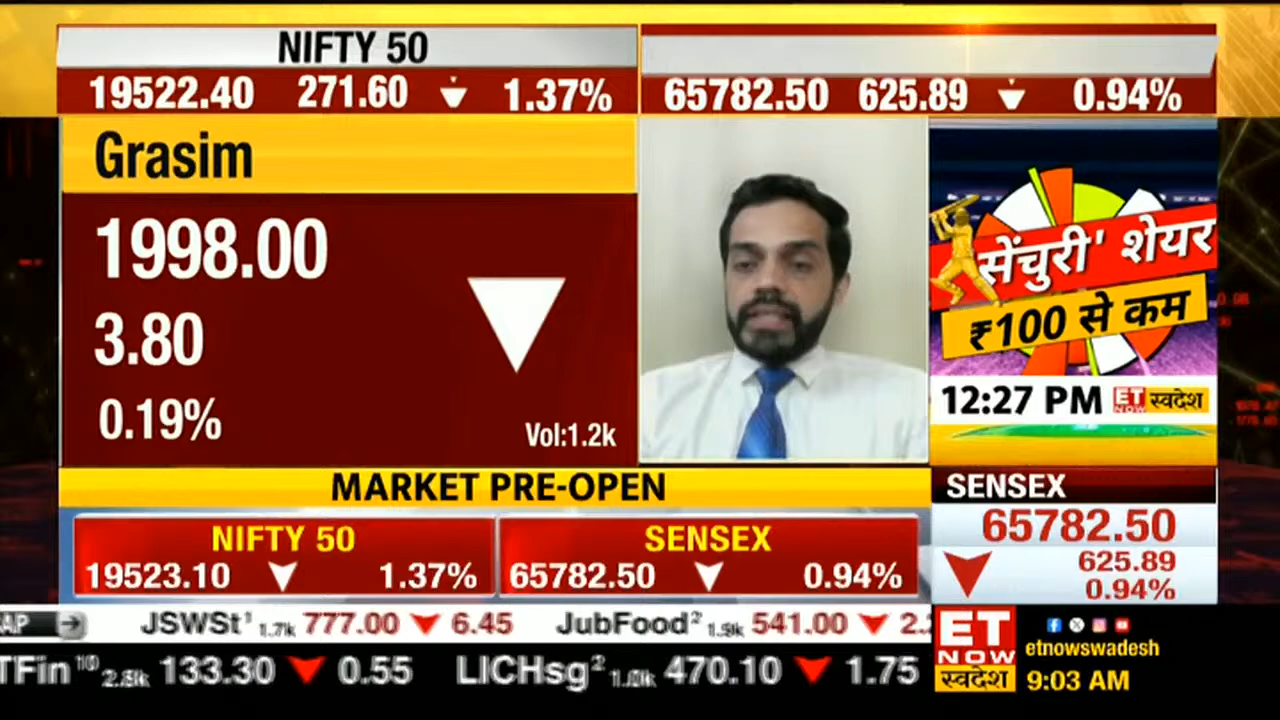 NIFTY 50
19522.40 271.60 1.37%
65782.50 625.89 0.94%
Grasim
1998.00
3.80
0.19%
Vol:1.2k
सेंचुरी' शेयर
₹100 से कम
12:27 PM ET NOW स्वदेश
MARKET PRE-OPEN
NIFTY 50
19523.10 1.37%
SENSEX
65782.50 0.94%
SENSEX
65782.50
625.89
0.94%
JSWSt 1 1.7k 777.00 6.45 JubFood 2 1.9k 541.00
TFin 10 2.8k 133.30 0.55 LICHsg 2 1.0k 470.10 1.75
ET
NOW
स्वदेश
etnowswadesh
9:03 AM